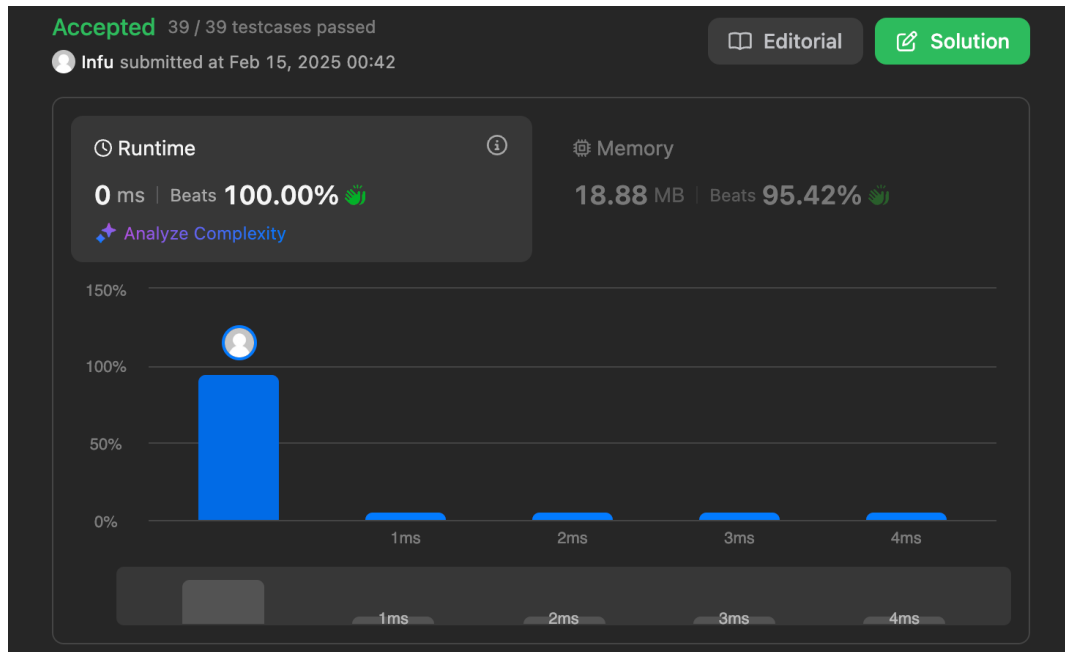 Accepted 39 / 39 testcases passed
Editorial
Solution
Infu submitted at Feb 15, 2025 00:42
Runtime
0 ms | Beats 100.00%
Analyze Complexity
Memory
18.88 MB | Beats 95.42%
150%
100%
50%
0%
1ms 2ms 3ms 4ms
1ms 2ms 3ms 4ms